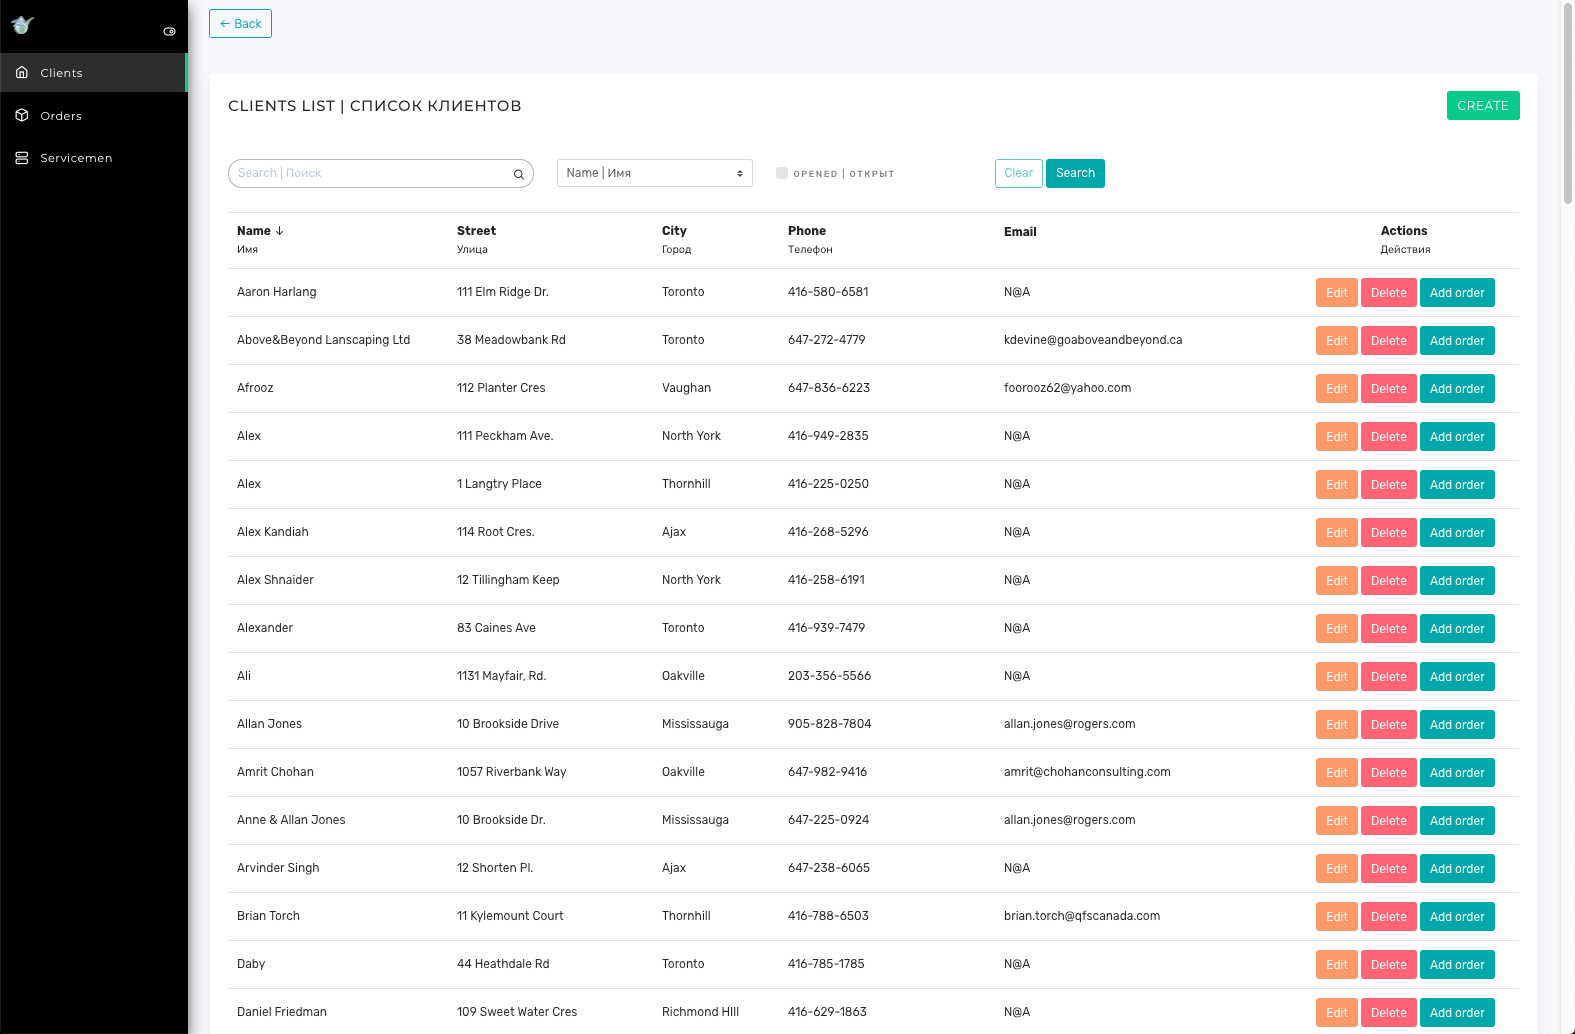 ← Back
Clients
Orders
Servicemen
CLIENTS LIST | СПИСОК КЛИЕНТОВ CREATE
Search | Поиск Name | Имя OPENED | ОТКРЫТ Clear Search
Name ↓ Street City Phone Email Actions
Имя Улица Город Телефон Действия
Aaron Harlang 111 Elm Ridge Dr. Toronto 416-580-6581 N@A Edit Delete Add order
Above&Beyond Lanscaping Ltd 38 Meadowbank Rd Toronto 647-272-4779 kdevine@goaboveandbeyond.ca Edit Delete Add order
Afrooz 112 Planter Cres Vaughan 647-836-6223 foorooz62@yahoo.com Edit Delete Add order
Alex 111 Peckham Ave. North York 416-949-2835 N@A Edit Delete Add order
Alex 1 Langtry Place Thornhill 416-225-0250 N@A Edit Delete Add order
Alex Kandiah 114 Root Cres. Ajax 416-268-5296 N@A Edit Delete Add order
Alex Shnaider 12 Tillingham Keep North York 416-258-6191 N@A Edit Delete Add order
Alexander 83 Caines Ave Toronto 416-939-7479 N@A Edit Delete Add order
Ali 1131 Mayfair, Rd. Oakville 203-356-5566 N@A Edit Delete Add order
Allan Jones 10 Brookside Drive Mississauga 905-828-7804 allan.jones@rogers.com Edit Delete Add order
Amrit Chohan 1057 Riverbank Way Oakville 647-982-9416 amrit@chohanconsulting.com Edit Delete Add order
Anne & Allan Jones 10 Brookside Dr. Mississauga 647-225-0924 allan.jones@rogers.com Edit Delete Add order
Arvinder Singh 12 Shorten Pl. Ajax 647-238-6065 N@A Edit Delete Add order
Brian Torch 11 Kylemount Court Thornhill 416-788-6503 brian.torch@qfscanada.com Edit Delete Add order
Daby 44 Heathdale Rd Toronto 416-785-1785 N@A Edit Delete Add order
Daniel Friedman 109 Sweet Water Cres Richmond HIll 416-629-1863 N@A Edit Delete Add order